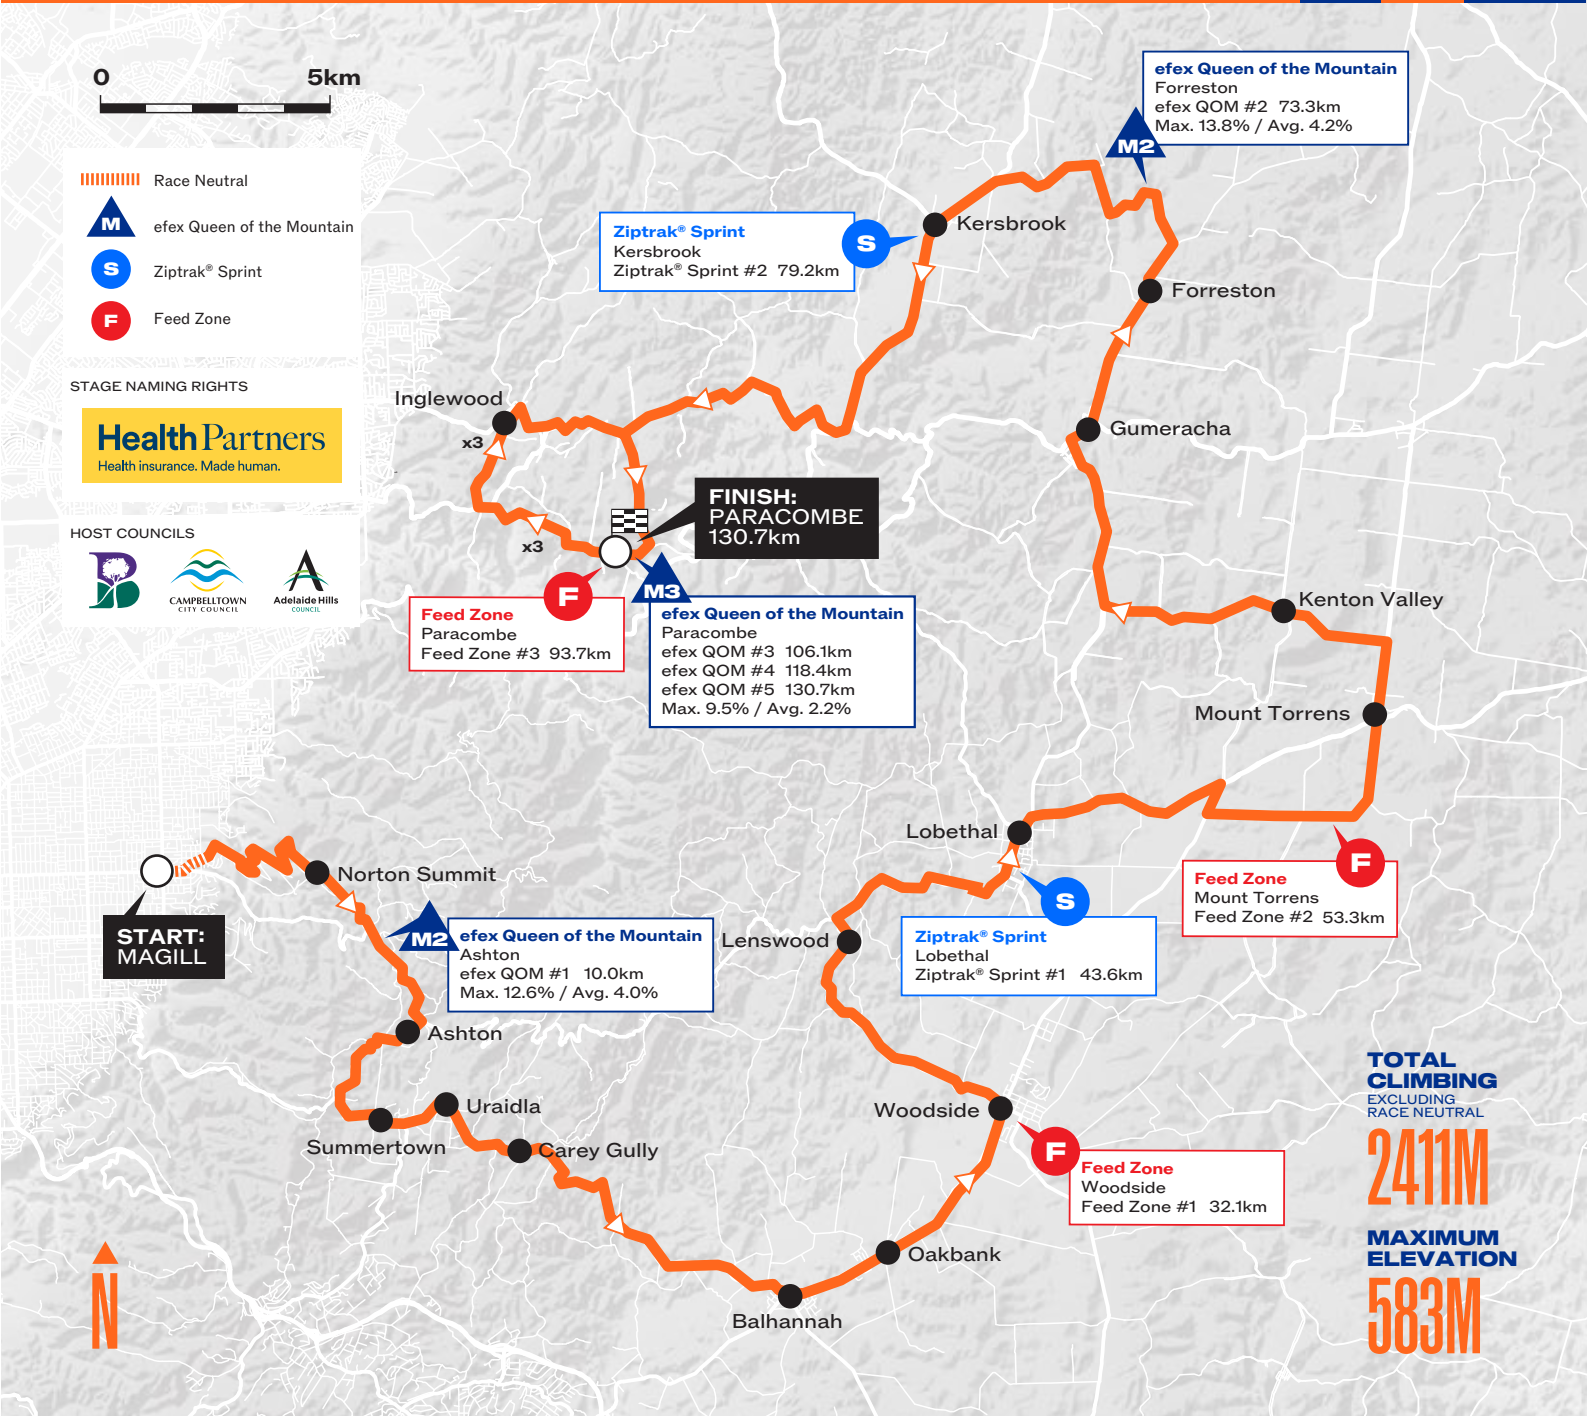 0 5km
Race Neutral
M efex Queen of the Mountain
S Ziptrak® Sprint
F Feed Zone
STAGE NAMING RIGHTS
Health Partners
Health insurance. Made human.
HOST COUNCILS
CAMPBELLTOWN
CITY COUNCIL
Adelaide Hills
COUNCIL
efex Queen of the Mountain
Forreston
efex QOM #2 73.3km
Max. 13.8% / Avg. 4.2%
M2
Ziptrak® Sprint
Kersbrook
Ziptrak® Sprint #2 79.2km
S
Kersbrook
Forreston
Inglewood
x3
Gumeracha
FINISH:
PARACOMBE
130.7km
x3
F
Feed Zone
Paracombe
Feed Zone #3 93.7km
M3
efex Queen of the Mountain
Paracombe
efex QOM #3 106.1km
efex QOM #4 118.4km
efex QOM #5 130.7km
Max. 9.5% / Avg. 2.2%
Kenton Valley
Mount Torrens
Lobethal
F
Feed Zone
Mount Torrens
Feed Zone #2 53.3km
Norton Summit
START:
MAGILL
M2
efex Queen of the Mountain
Ashton
efex QOM #1 10.0km
Max. 12.6% / Avg. 4.0%
Lenswood
S
Ziptrak® Sprint
Lobethal
Ziptrak® Sprint #1 43.6km
Ashton
Uraidla
Summertown
Carey Gully
Woodside
F
Feed Zone
Woodside
Feed Zone #1 32.1km
Oakbank
Balhannah
N
TOTAL
CLIMBING
EXCLUDING
RACE NEUTRAL
2411M
MAXIMUM
ELEVATION
583M